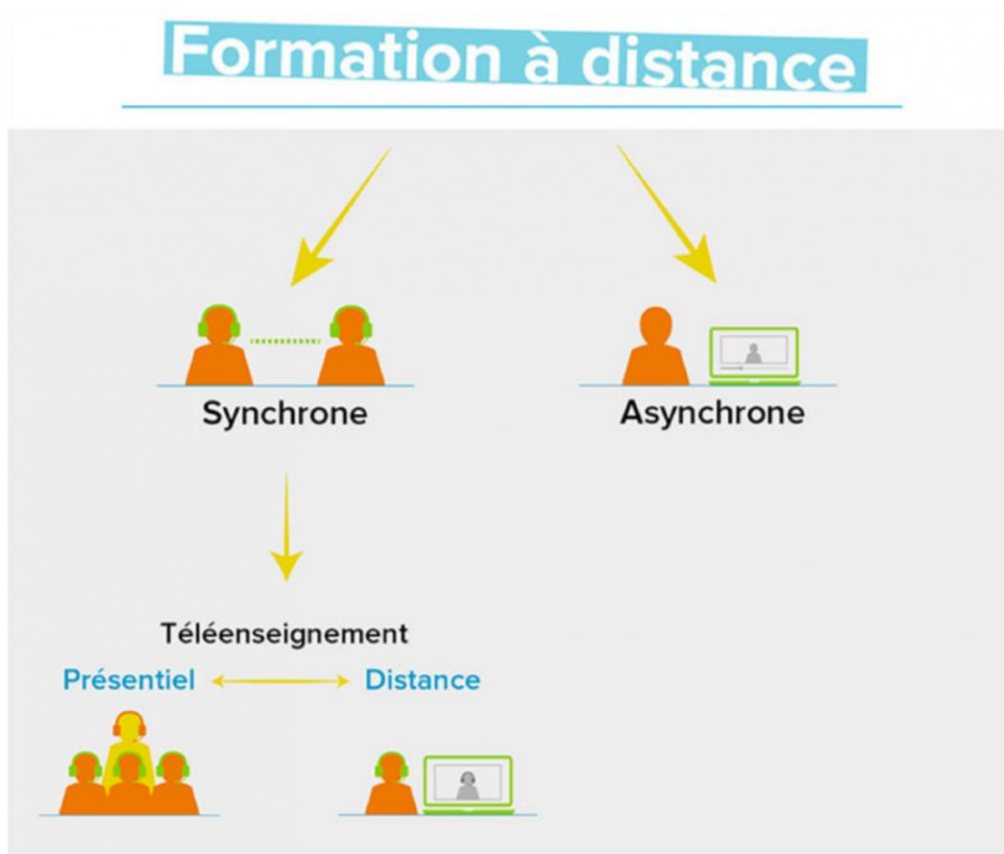 Formation à distance
Synchrone
Asynchrone
Téléenseignement
Présentiel
Distance